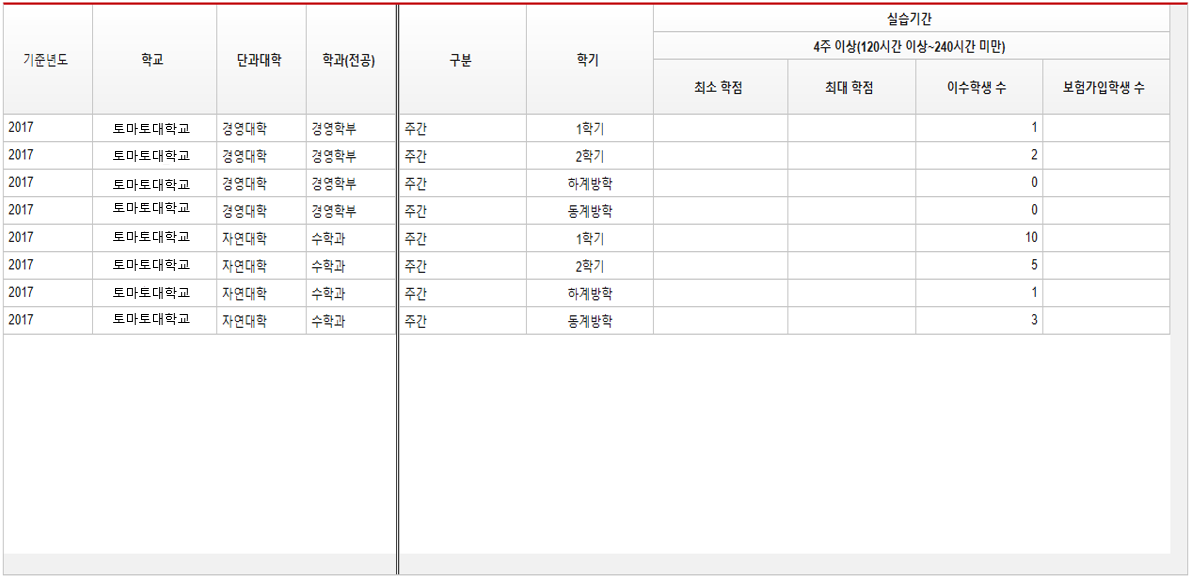 실습기간
4주 이상(120시간 이상~240시간 미만)
기준년도 학교 단과대학 학과(전공) 구분 학기 최소 학점 최대 학점 이수학생 수 보험가입학생 수
2017 토마토대학교 경영대학 경영학부 주간 1학기 1
2017 토마토대학교 경영대학 경영학부 주간 2학기 2
2017 토마토대학교 경영대학 경영학부 주간 하계방학 0
2017 토마토대학교 경영대학 경영학부 주간 동계방학 0
2017 토마토대학교 자연대학 수학과 주간 1학기 10
2017 토마토대학교 자연대학 수학과 주간 2학기 5
2017 토마토대학교 자연대학 수학과 주간 하계방학 1
2017 토마토대학교 자연대학 수학과 주간 동계방학 3